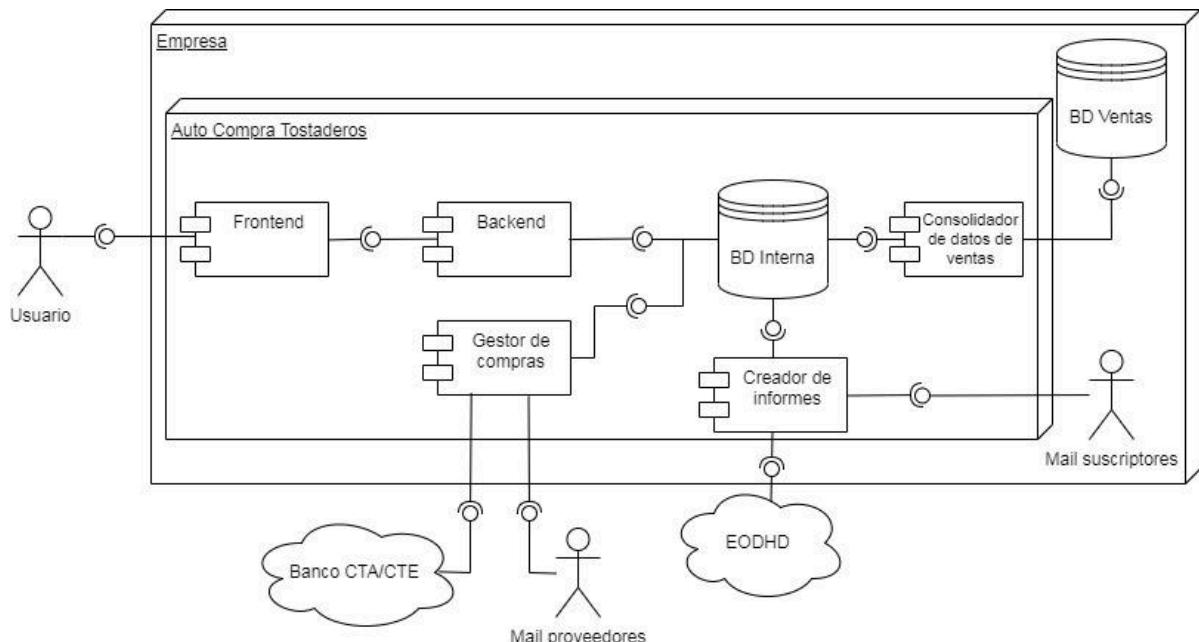 Empresa
BD Ventas
Auto Compra Tostaderos
Frontend
Backend
BD Interna
Consolidador
de datos de
ventas
Usuario
Gestor de
compras
Creador de
informes
Mail suscriptores
Banco CTA/CTE
EODHD
Mail proveedores